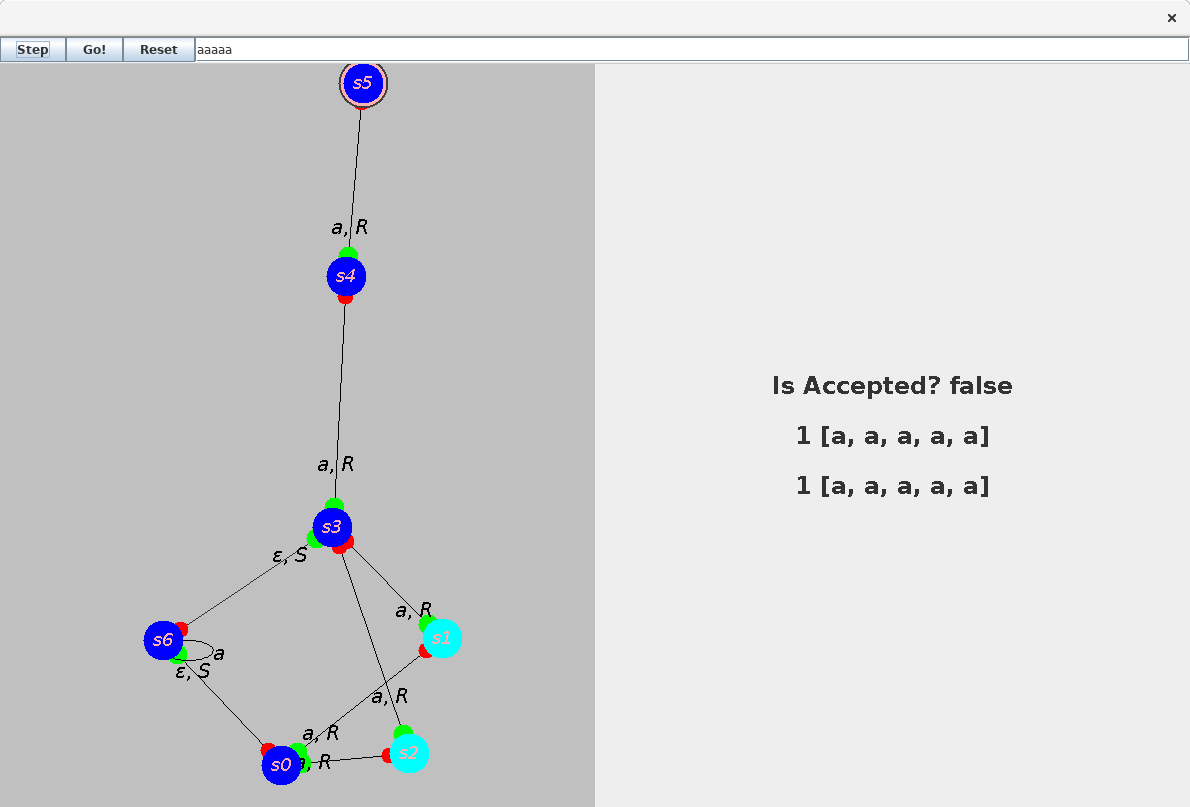 ×
Step Go! Reset aaaaa
s5
a, R
s4
a, R
s3
ε, S
a, R
s1
s6
a
ε, S
a, R
a, R
s2
s0
a, R
Is Accepted? false
1 [a, a, a, a, a]
1 [a, a, a, a, a]